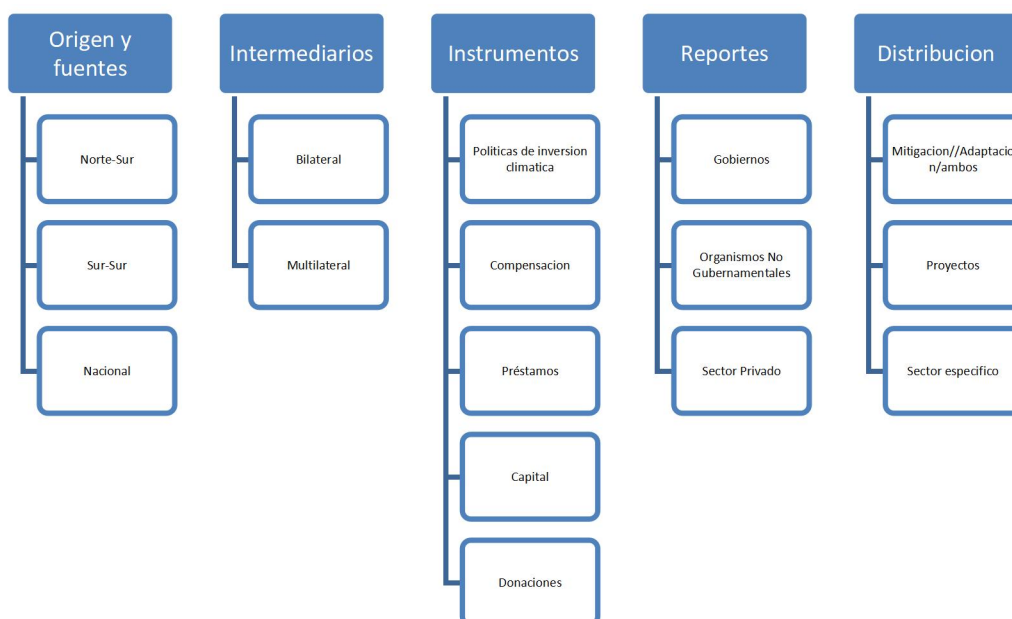 Origen y
fuentes
Norte-Sur
Sur-Sur
Nacional
Intermediarios
Bilateral
Multilateral
Instrumentos
Politicas de inversion
climatica
Compensacion
Préstamos
Capital
Donaciones
Reportes
Gobiernos
Organismos No
Gubernamentales
Sector Privado
Distribucion
Mitigacion//Adaptacio
n/ambos
Proyectos
Sector especifico